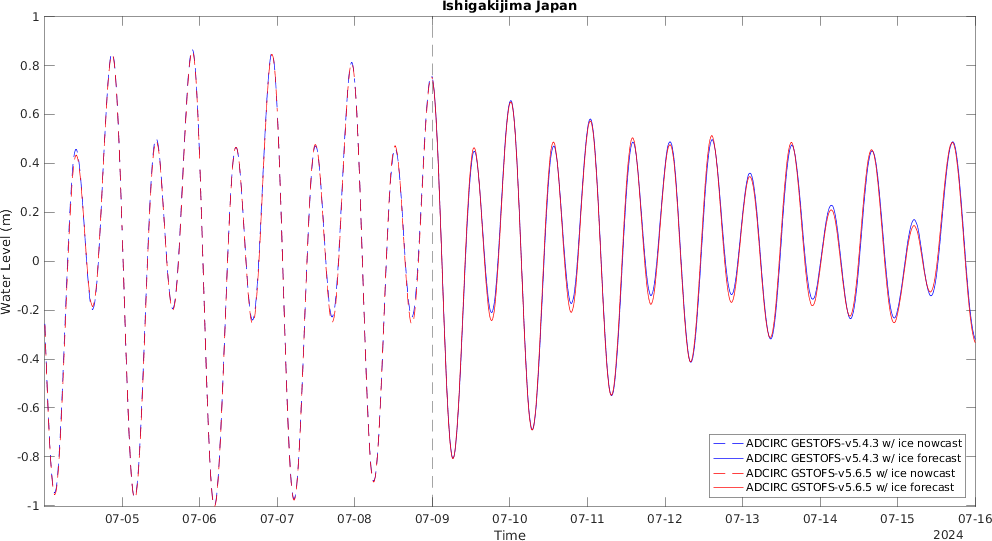 Ishigakijima Japan
1
0.8
0.6
0.4
0.2
0
-0.2
-0.4
-0.6
-0.8
-1
Water Level (m)
07-05 07-06 07-07 07-08 07-09 07-10 07-11 07-12 07-13 07-14 07-15 07-16
Time
2024
ADCIRC GESTOFS-v5.4.3 w/ ice nowcast
ADCIRC GESTOFS-v5.4.3 w/ ice forecast
ADCIRC GSTOFS-v5.6.5 w/ ice nowcast
ADCIRC GSTOFS-v5.6.5 w/ ice forecast